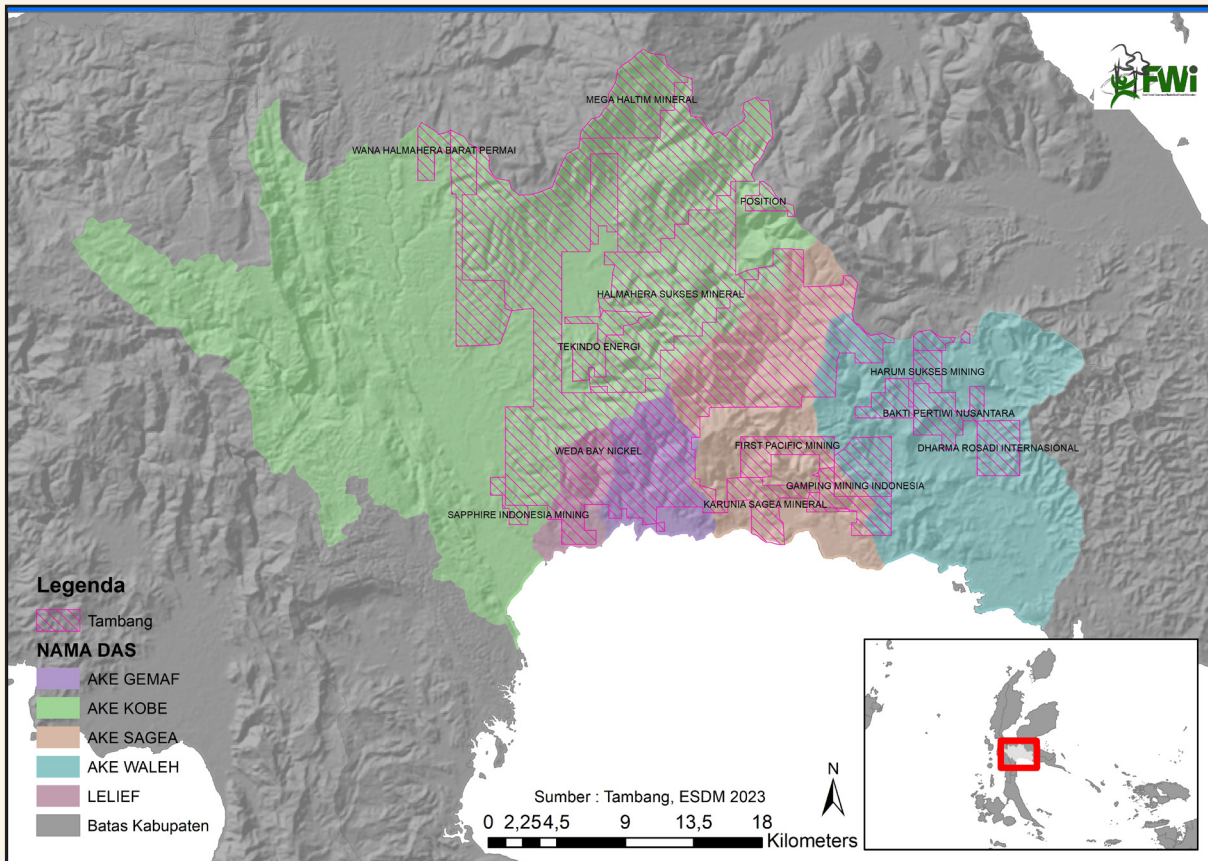 FWi
MEGA HALTIM MINERAL
WANA HALMAHERA BARAT PERMAI
POSITION
HALMAHERA SUKSES MINERAL
TEKINDO ENERGI
HARUM SUKSES MINING
BAKTI PERTIWI NUSANTARA
WEDA BAY NICKEL
FIRST PACIFIC MINING
DHARMA ROSADI INTERNASIONAL
GAMPING MINING INDONESIA
KARUNIA SAGEA MINERAL
SAPPHIRE INDONESIA MINING
Legenda
Tambang
NAMA DAS
AKE GEMAF
AKE KOBE
AKE SAGEA
AKE WALEH
LELIEF
Batas Kabupaten
N
Sumber : Tambang, ESDM 2023
0 2,25 4,5 9 13,5 18
Kilometers